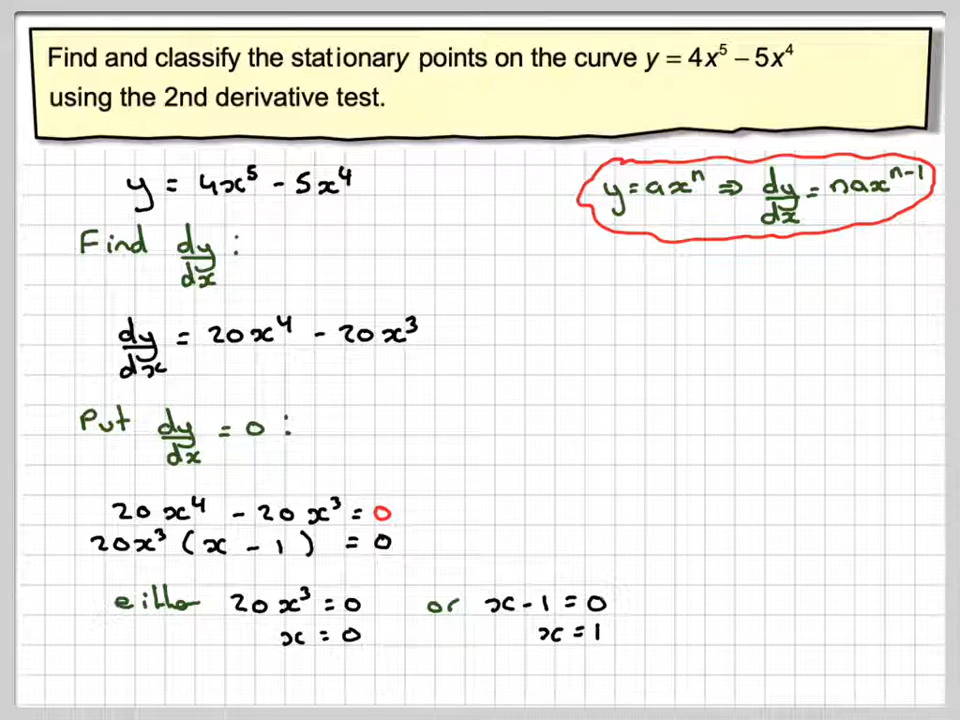 Find and classify the stationary points on the curve y = 4x⁵ – 5x⁴
using the 2nd derivative test.
y = 4x⁵ - 5x⁴
y = axⁿ ⇒ dy/dx = naxⁿ⁻¹
Find dy/dx :
dy/dx = 20x⁴ - 20x³
Put dy/dx = 0 :
20x⁴ - 20x³ = 0
20x³ (x - 1) = 0
either 20x³ = 0 or x - 1 = 0
x = 0 x = 1